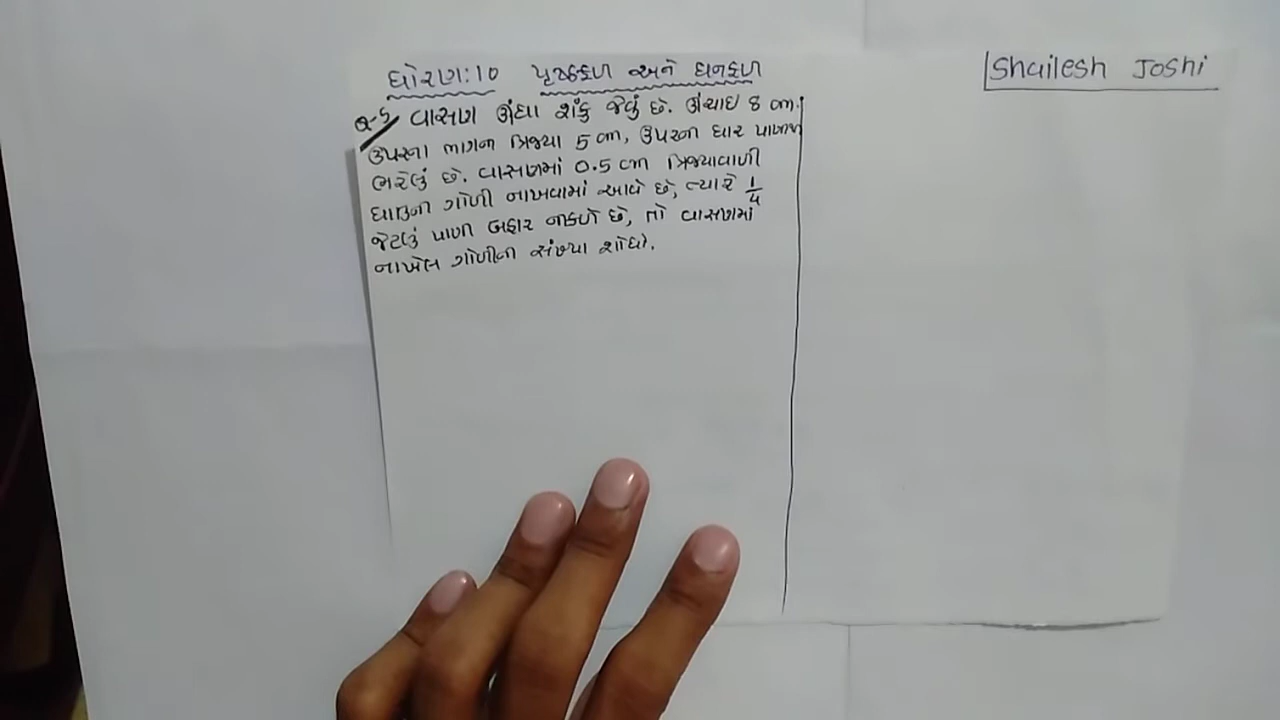 ધોરણ:10 પૃષ્ઠફળ અને ઘનફળ
Shailesh Joshi
વાસણ ઊંધા શંકુ જેવું છે. ઊંચાઇ 8 cm.
ઉપરના ભાગની ત્રિજ્યા 5 cm, ઉપરની ધાર
ભરેલું છે. વાસણમાં 0.5 cm ત્રિજ્યાવાળી
ધાતુની ગોળી નાખવામાં આવે છે, ત્યારે 1/4
જેટલું પાણી બહાર નીકળે છે, તો વાસણમાં
નાખેલ ગોળીની સંખ્યા શોધો.